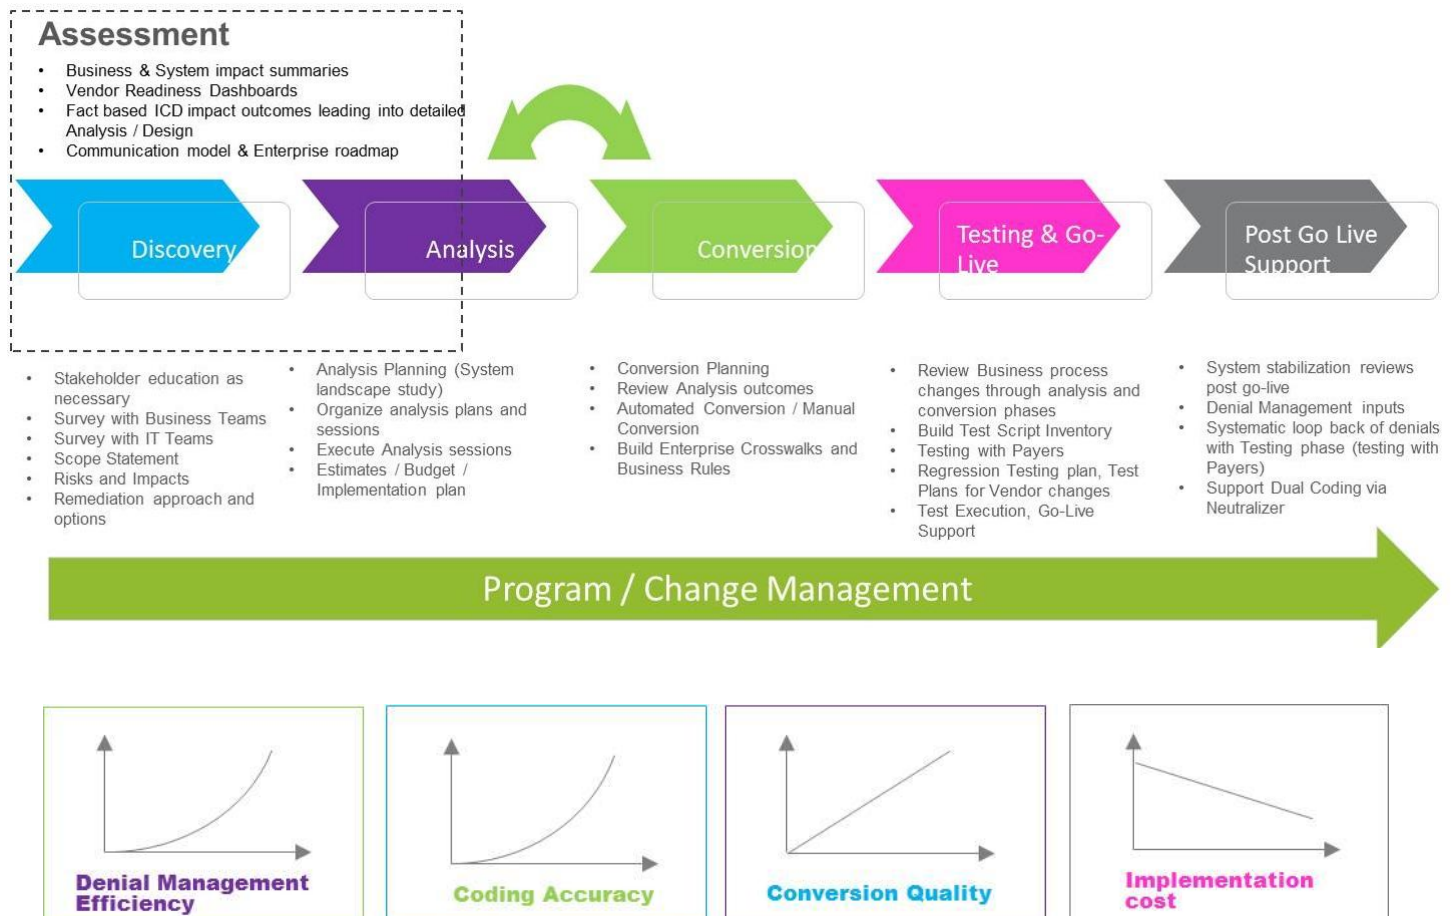 Assessment
• Business & System impact summaries
• Vendor Readiness Dashboards
• Fact based ICD impact outcomes leading into detailed
Analysis / Design
• Communication model & Enterprise roadmap
Discovery
Analysis
Conversion
Testing & Go-
Live
Post Go Live
Support
• Stakeholder education as
necessary
• Survey with Business Teams
• Survey with IT Teams
• Scope Statement
• Risks and Impacts
• Remediation approach and
options
• Analysis Planning (System
landscape study)
• Organize analysis plans and
sessions
• Execute Analysis sessions
• Estimates / Budget /
Implementation plan
• Conversion Planning
• Review Analysis outcomes
• Automated Conversion / Manual
Conversion
• Build Enterprise Crosswalks and
Business Rules
• Review Business process
changes through analysis and
conversion phases
• Build Test Script Inventory
• Testing with Payers
• Regression Testing plan, Test
Plans for Vendor changes
• Test Execution, Go-Live
Support
• System stabilization reviews
post go-live
• Denial Management inputs
• Systematic loop back of denials
with Testing phase (testing with
Payers)
• Support Dual Coding via
Neutralizer
Program / Change Management
Denial Management
Efficiency
Coding Accuracy
Conversion Quality
Implementation
cost